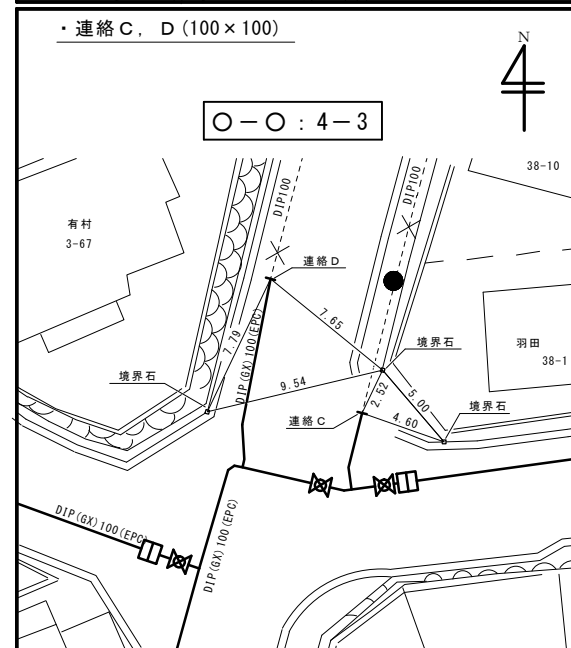 ・連絡C, D(100×100)
N
○-○:4-3
38-10
有村
3-67
DIP100
DIP100
連絡D
7.65
7.79
DIP(GX)100(EPC)
境界石
羽田
38-1
境界石
9.54
2.52
5.00
境界石
連絡C
4.60
DIP(GX)100(EPC)
DIP(GX)100(EPC)